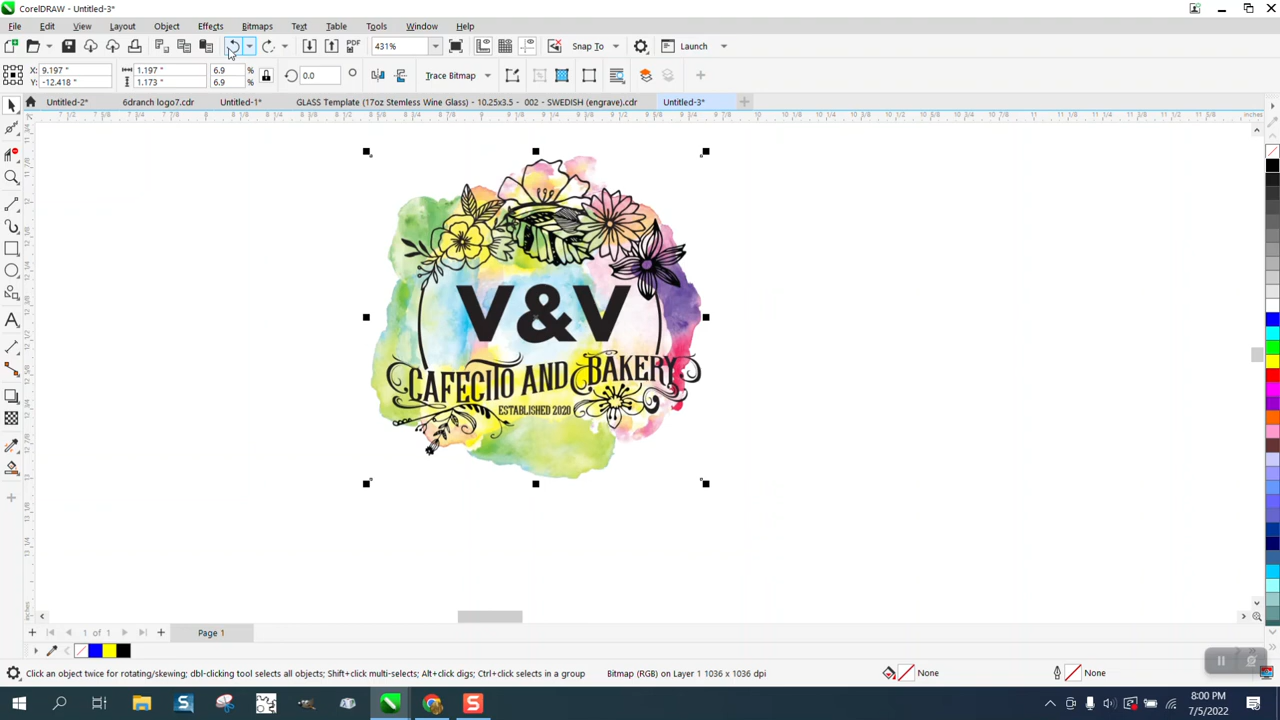 CorelDRAW - Untitled-3*
File Edit View Layout Object Effects Bitmaps Text Table Tools Window Help
PDF 431% Snap To Launch
X: 9.197 " 1.197 " 6.9 % 0.0 ° Trace Bitmap
Y: -12.418 " 1.173 " 6.9 %
Untitled-2* 6dranch logo7.cdr Untitled-1* GLASS Template (17oz Stemless Wine Glass) - 10.25x3.5 - 002 - SWEDISH (engrave).cdr Untitled-3*
inches
V&V
CAFECITO AND BAKERY
ESTABLISHED 2020
inches
1 of 1 Page 1
Click an object twice for rotating/skewing; dbl-clicking tool selects all objects; Shift+click multi-selects; Alt+click digs; Ctrl+click selects in a group Bitmap (RGB) on Layer 1 1036 x 1036 dpi None None
8:00 PM
7/5/2022